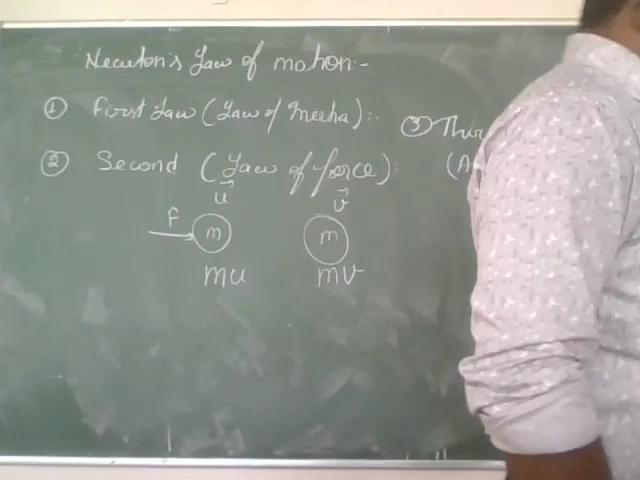 Newton's Law of motion:-
① First Law (Law of Inertia):-
② Second (Law of force):
③ Thir
(A
u⃗ v⃗
F m m
mu mv